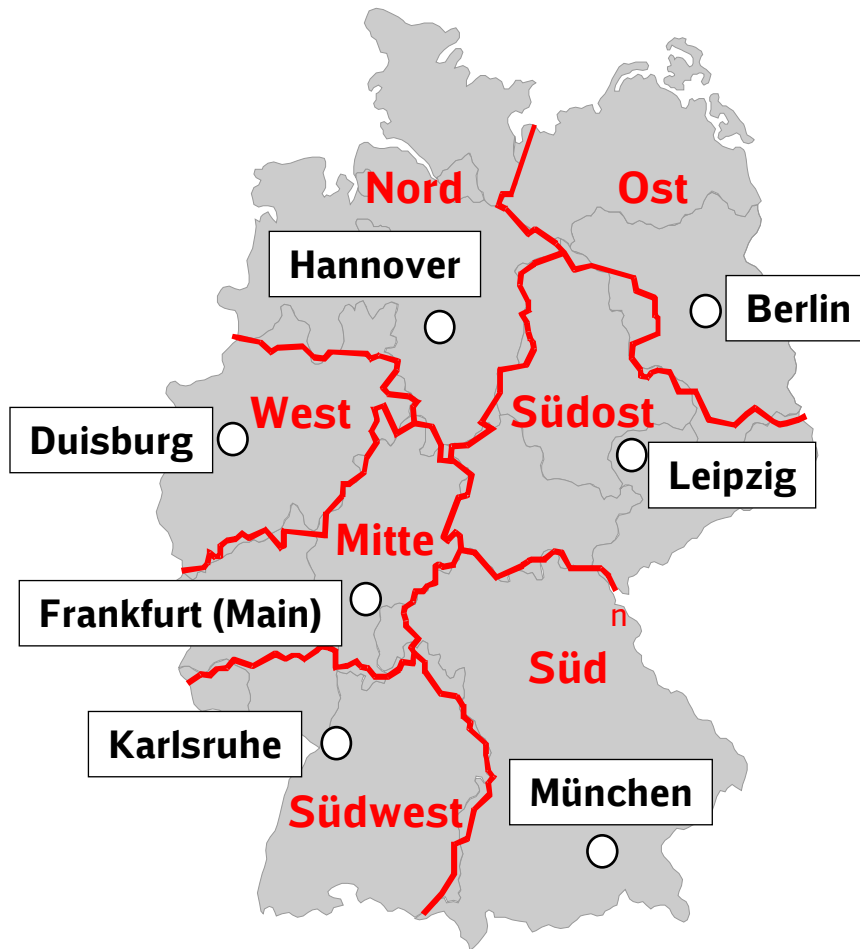 Nord
Ost
Hannover
Berlin
West
Südost
Duisburg
Leipzig
Mitte
Frankfurt (Main)
n
Süd
Karlsruhe
München
Südwest